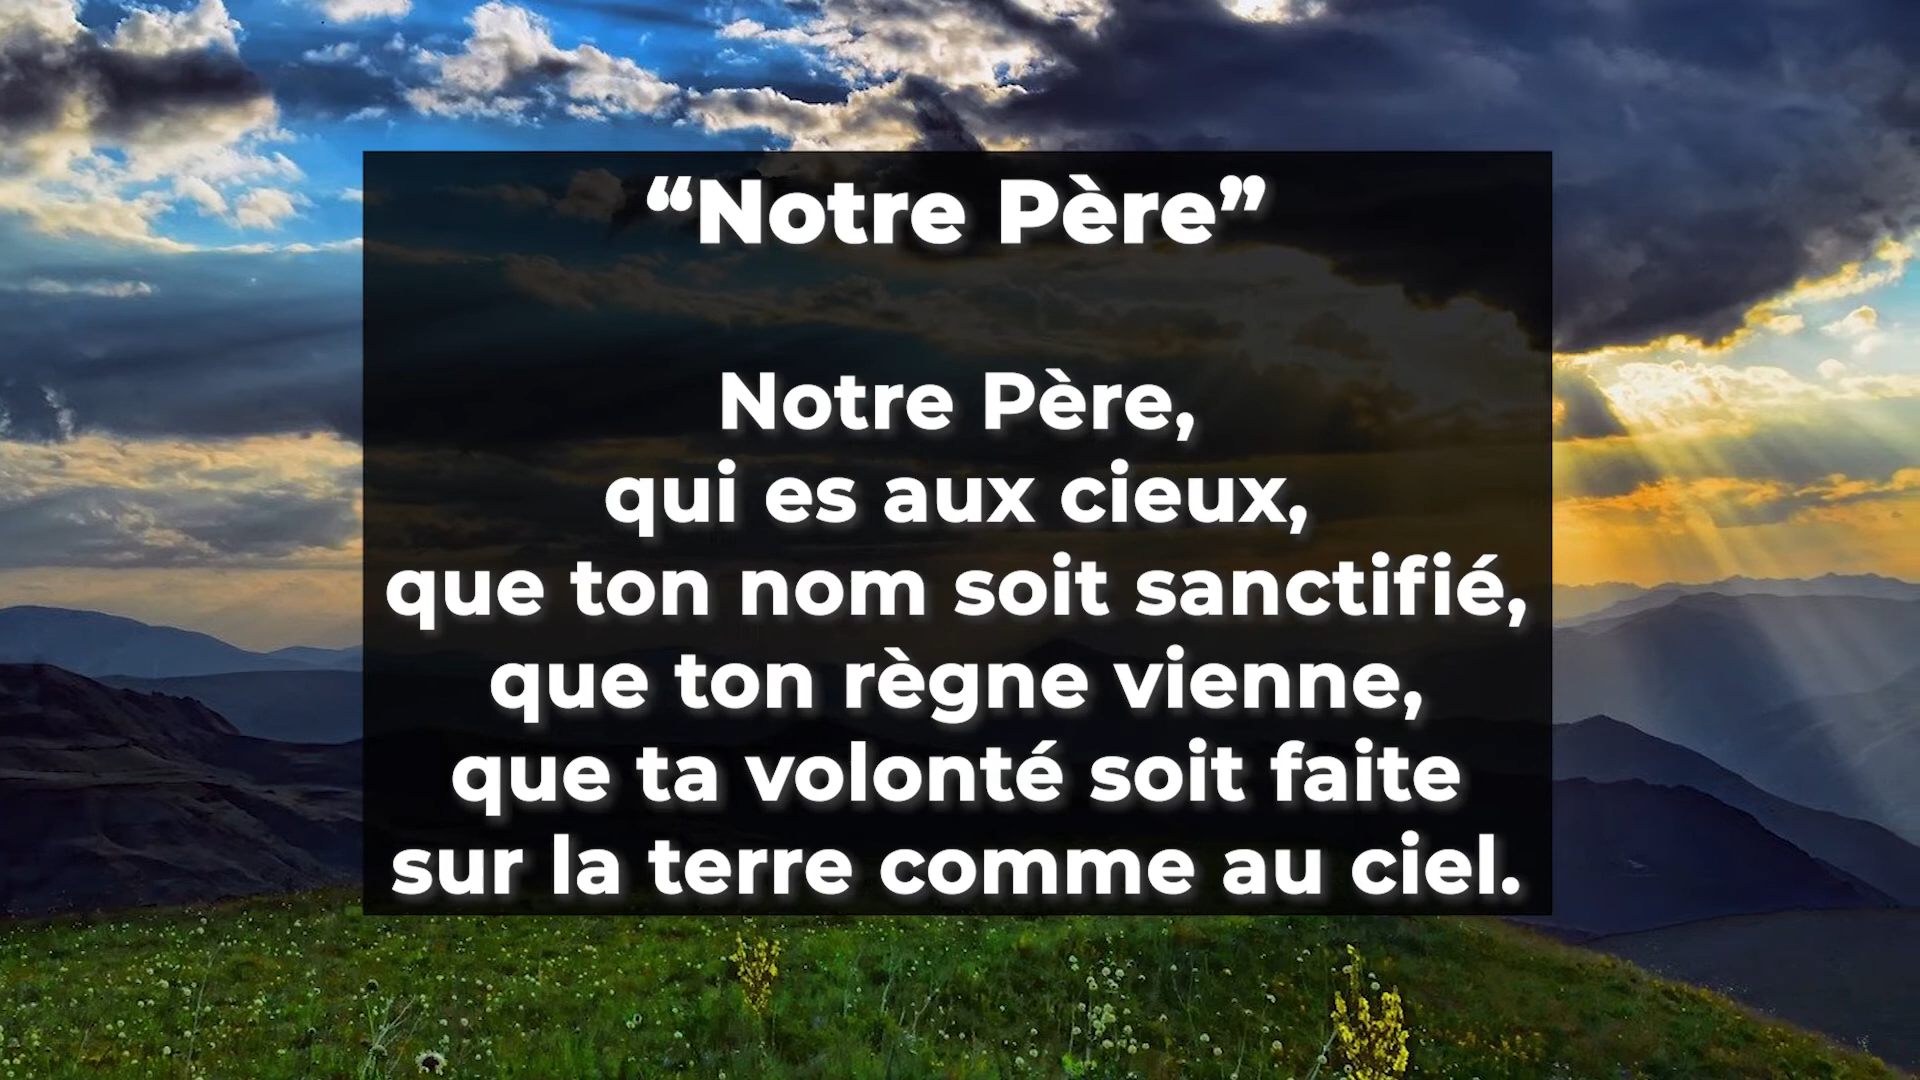 “Notre Père”
Notre Père,
qui es aux cieux,
que ton nom soit sanctifié,
que ton règne vienne,
que ta volonté soit faite
sur la terre comme au ciel.